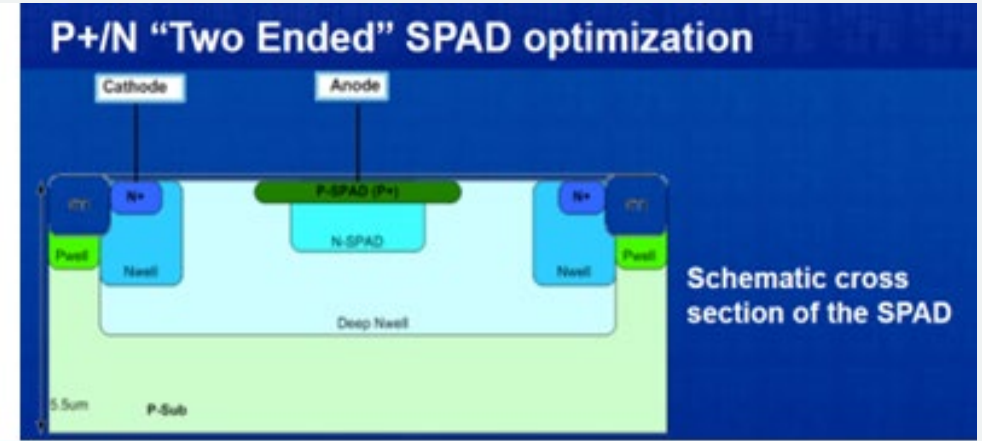 P+/N “Two Ended” SPAD optimization
Cathode
Anode
N+
P-SPAD (P+)
N+
N-SPAD
Pwell
Nwell
Nwell
Pwell
Deep Nwell
Schematic cross
section of the SPAD
5.5um
P-Sub